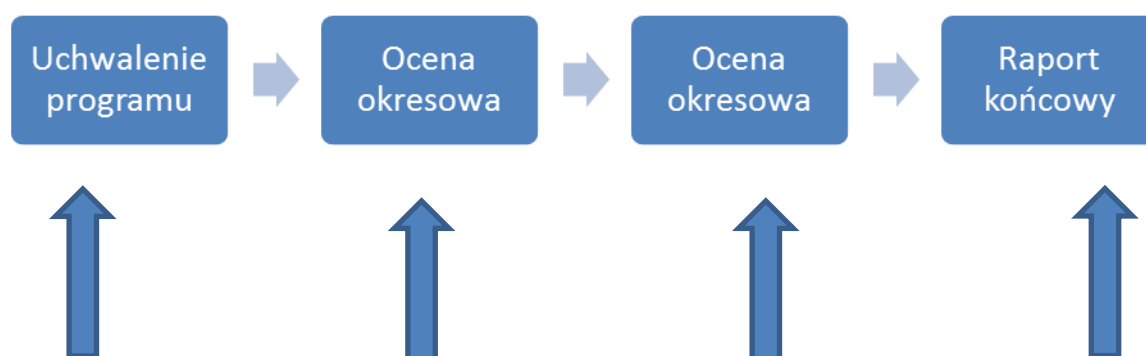 Uchwalenie
programu
Ocena
okresowa
Ocena
okresowa
Raport
końcowy